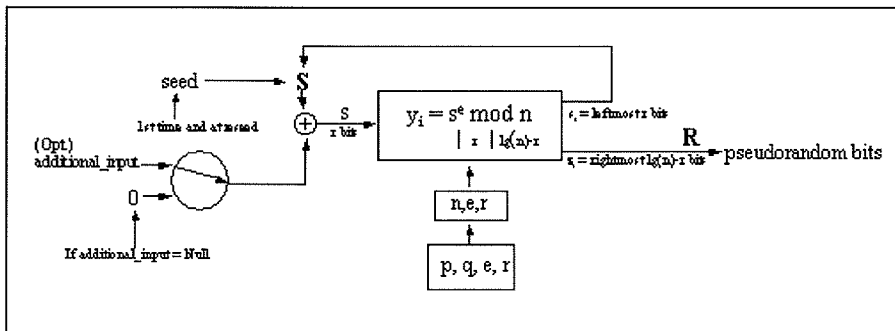 seed
S
1st time and at reseed
S
r bits
y_i = s^e mod n
| r | lg(n)-r
s_i = leftmost r bits
R
z_i = rightmost lg(n)-r bits
pseudorandom bits
(Opt)
additional_input
0
If additional_input = Null
n,e,r
p, q, e, r